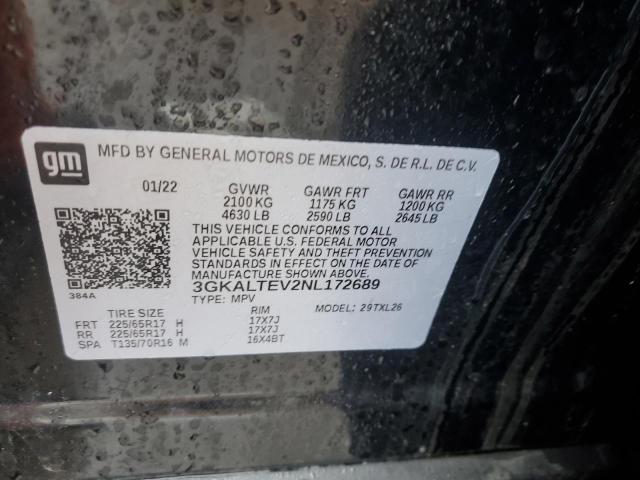 gm
MFD BY GENERAL MOTORS DE MEXICO, S. DE R.L. DE C.V.
01/22 GVWR GAWR FRT GAWR RR
2100 KG 1175 KG 1200 KG
4630 LB 2590 LB 2645 LB
THIS VEHICLE CONFORMS TO ALL
APPLICABLE U.S. FEDERAL MOTOR
VEHICLE SAFETY AND THEFT PREVENTION
STANDARDS IN EFFECT ON THE DATE OF
MANUFACTURE SHOWN ABOVE.
384A 3GKALTEV2NL172689
TYPE: MPV MODEL: 29TXL26
TIRE SIZE RIM
FRT 225/65R17 H 17X7J
RR 225/65R17 H 17X7J
SPA T135/70R16 M 16X4BT